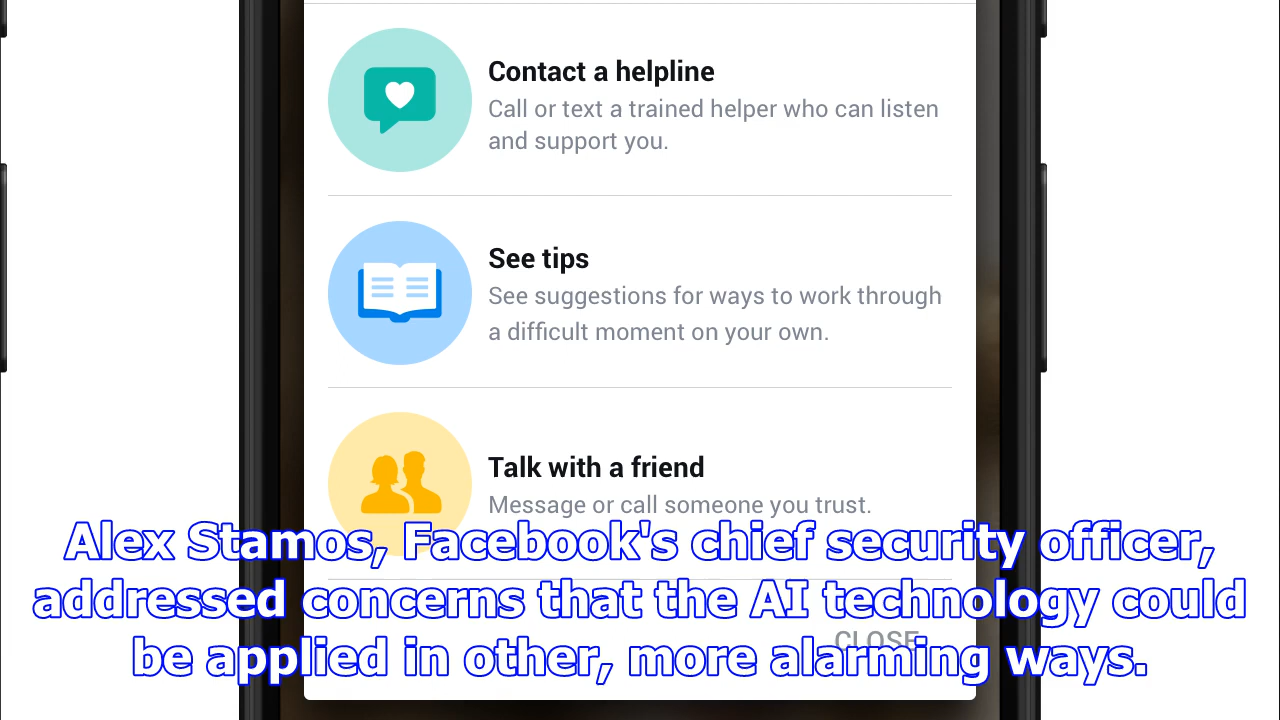 Contact a helpline
Call or text a trained helper who can listen
and support you.
See tips
See suggestions for ways to work through
a difficult moment on your own.
Talk with a friend
Message or call someone you trust.
CLOSE
Alex Stamos, Facebook's chief security officer,
addressed concerns that the AI technology could
be applied in other, more alarming ways.